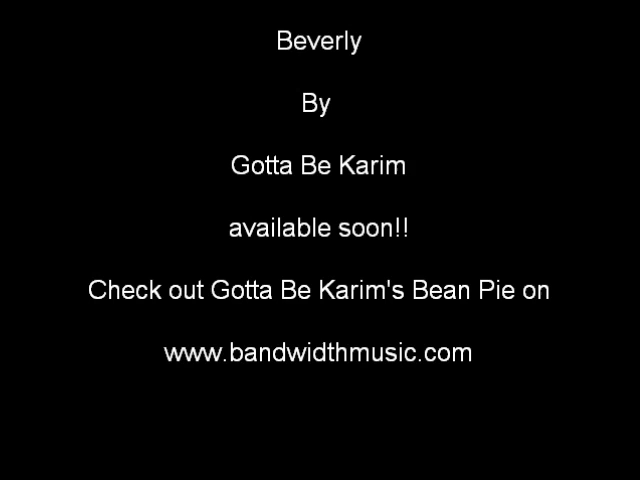 Beverly
By
Gotta Be Karim
available soon!!
Check out Gotta Be Karim's Bean Pie on
www.bandwidthmusic.com